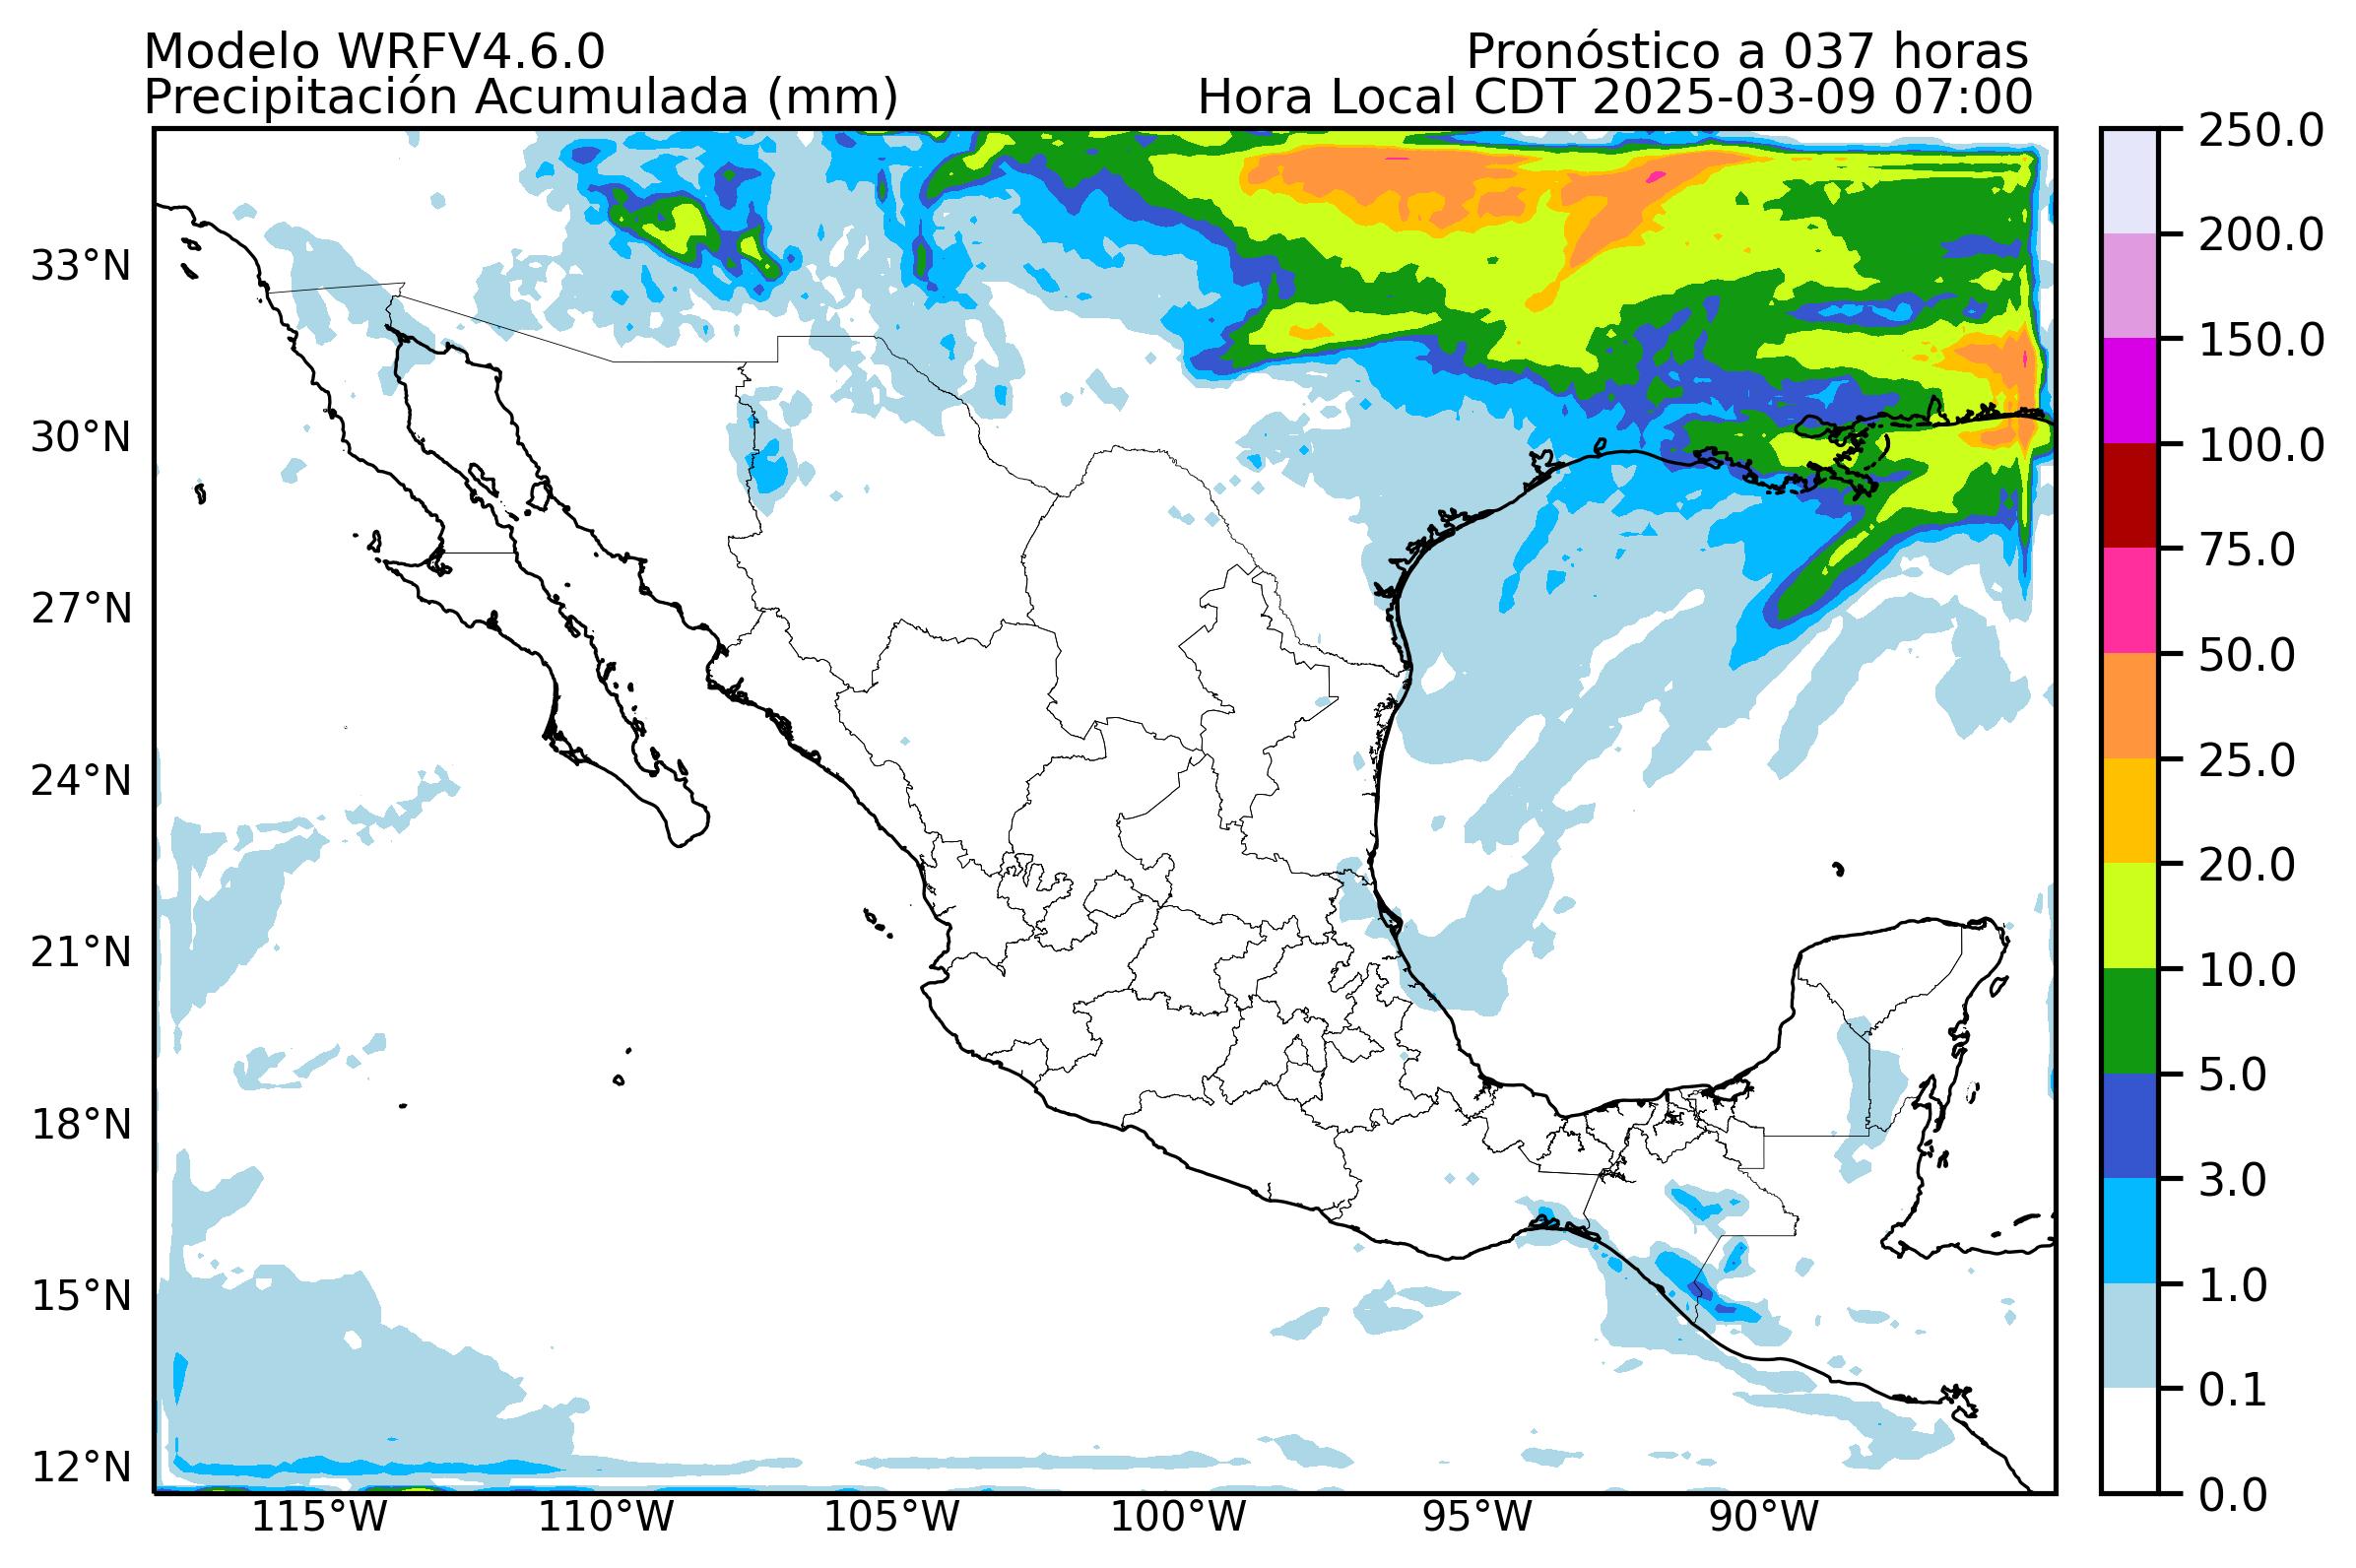 Modelo WRFV4.6.0
Pronóstico a 037 horas
Precipitación Acumulada (mm)
Hora Local CDT 2025-03-09 07:00
33°N
30°N
27°N
24°N
21°N
18°N
15°N
12°N
115°W
110°W
105°W
100°W
95°W
90°W
250.0
200.0
150.0
100.0
75.0
50.0
25.0
20.0
10.0
5.0
3.0
1.0
0.1
0.0